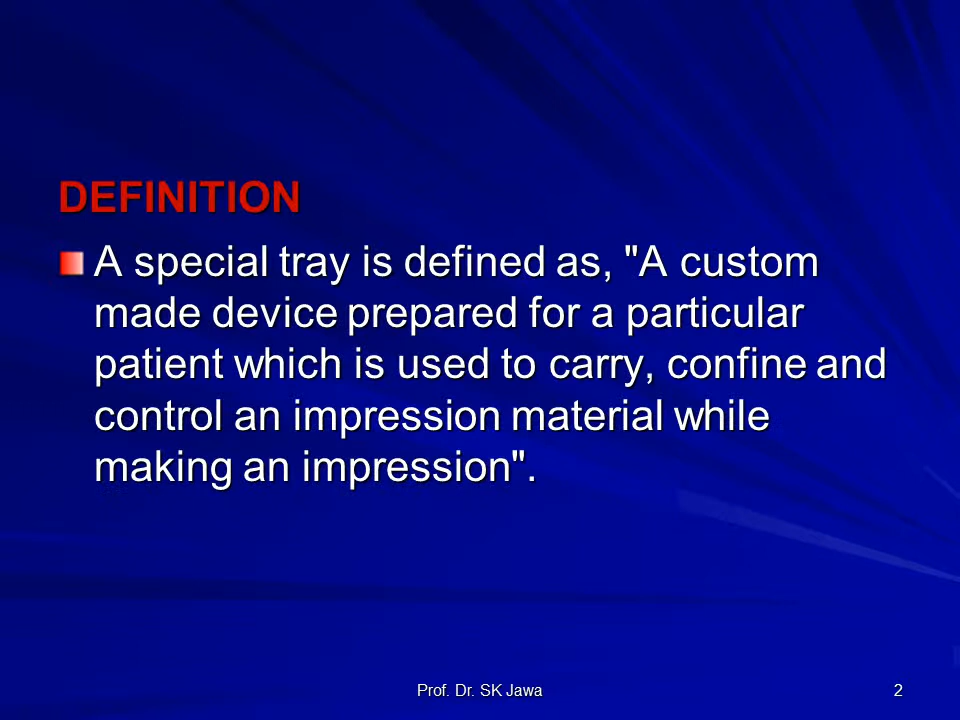 DEFINITION
A special tray is defined as, "A custom
made device prepared for a particular
patient which is used to carry, confine and
control an impression material while
making an impression".
Prof. Dr. SK Jawa
2